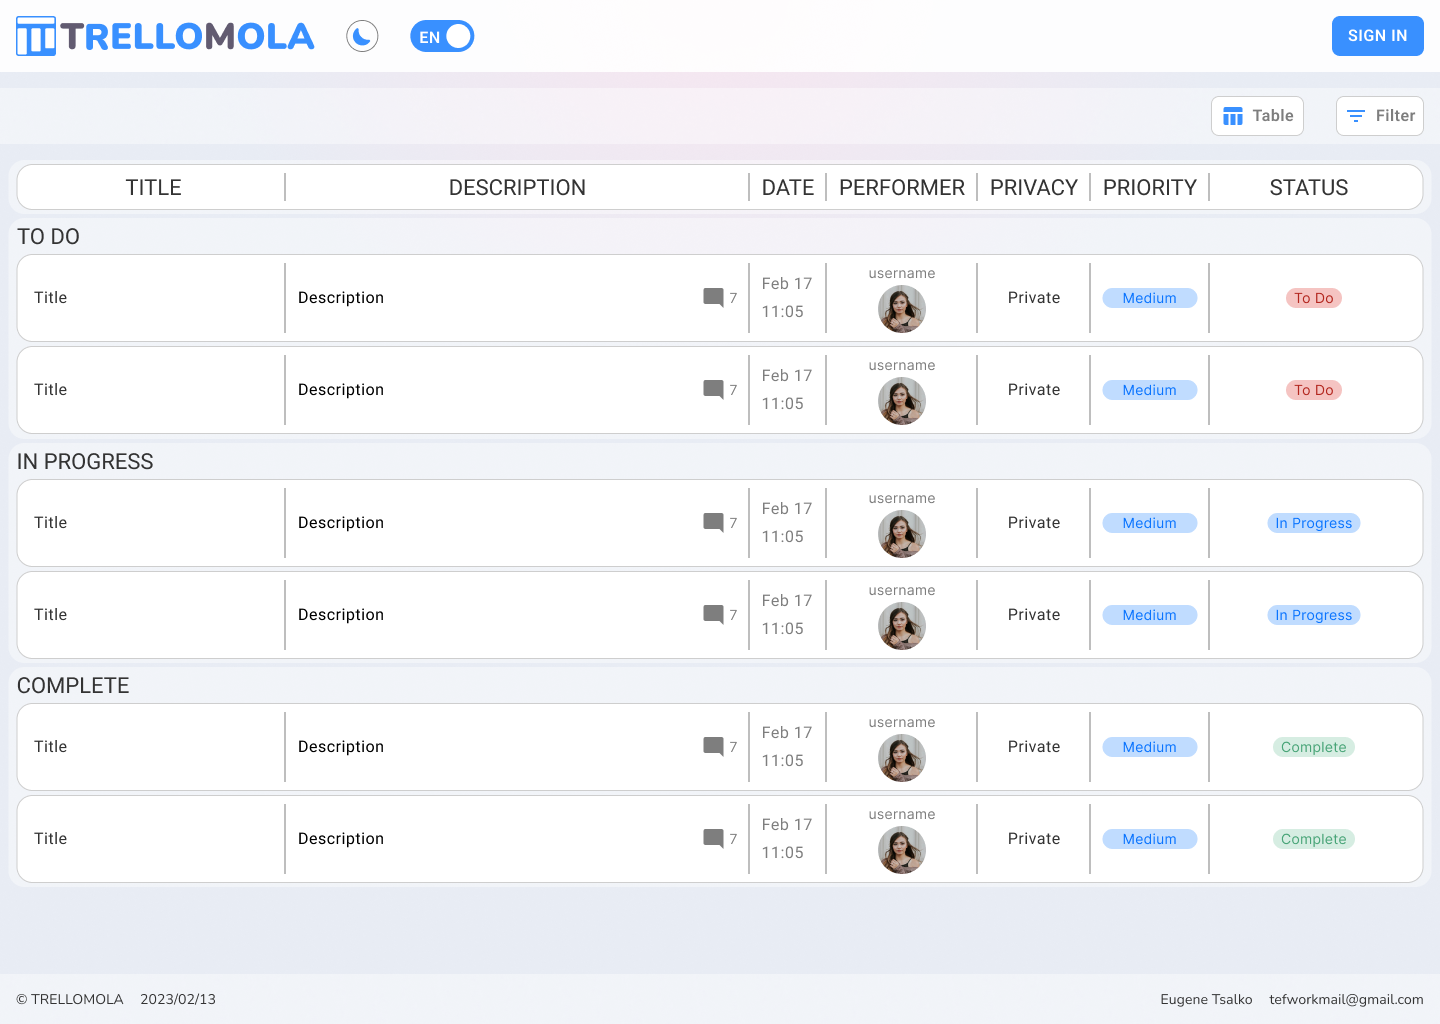 TRELLOMOLA EN SIGN IN
Table Filter
TITLE DESCRIPTION DATE PERFORMER PRIVACY PRIORITY STATUS
TO DO
Title Description 7 Feb 17 11:05 username Private Medium To Do
Title Description 7 Feb 17 11:05 username Private Medium To Do
IN PROGRESS
Title Description 7 Feb 17 11:05 username Private Medium In Progress
Title Description 7 Feb 17 11:05 username Private Medium In Progress
COMPLETE
Title Description 7 Feb 17 11:05 username Private Medium Complete
Title Description 7 Feb 17 11:05 username Private Medium Complete
© TRELLOMOLA 2023/02/13 Eugene Tsalko tefworkmail@gmail.com